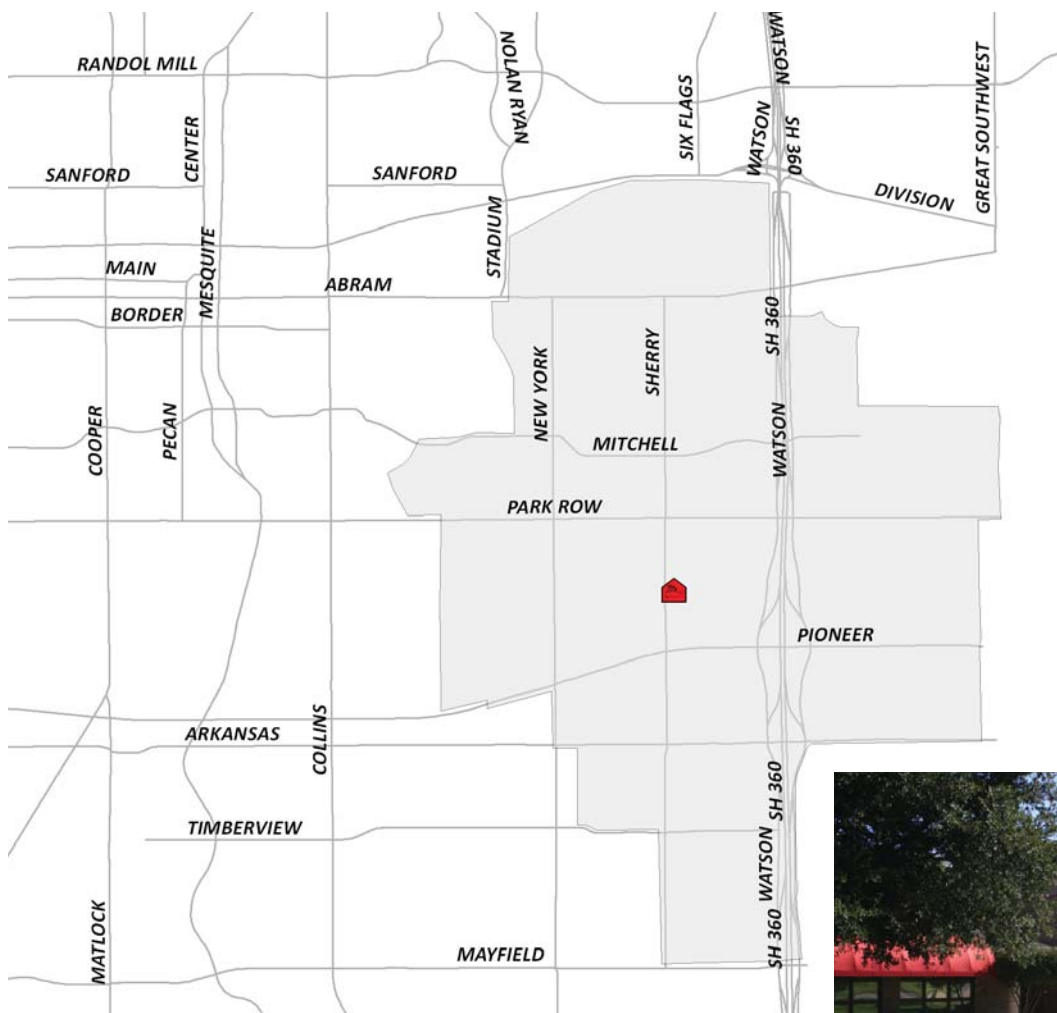 WATSON
RANDOL MILL
NOLAN RYAN
SIX FLAGS
WATSON
SH 360
GREAT SOUTHWEST
CENTER
SANFORD
SANFORD
DIVISION
STADIUM
MESQUITE
MAIN
ABRAM
BORDER
SH 360
NEW YORK
SHERRY
COOPER
PECAN
MITCHELL
WATSON
PARK ROW
PIONEER
ARKANSAS
COLLINS
SH 360
TIMBERVIEW
WATSON
MATLOCK
MAYFIELD
SH 360